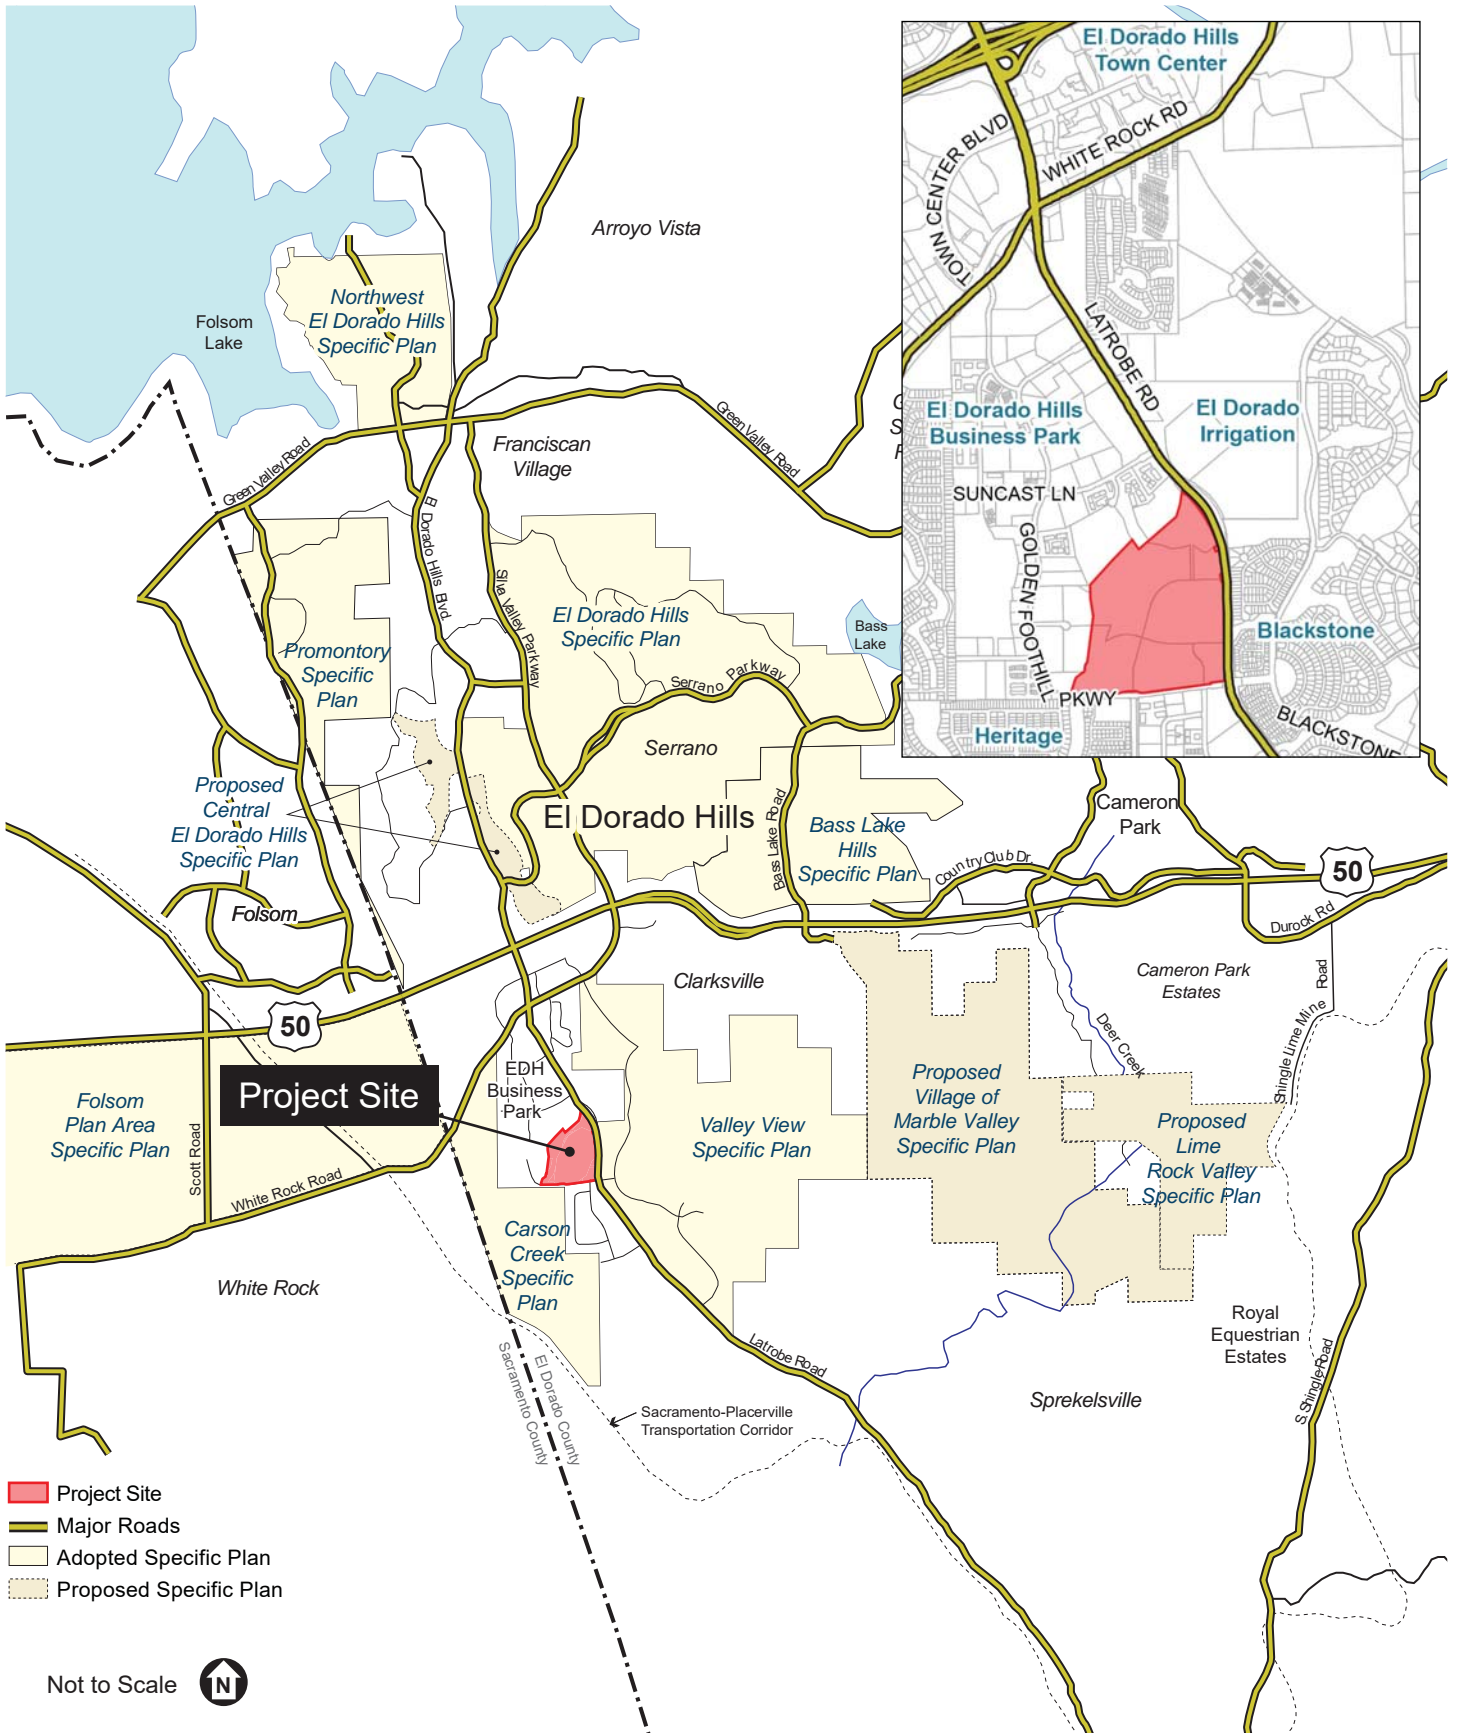 El Dorado Hills
Town Center
WHITE ROCK RD
TOWN CENTER BLVD
LATROBE RD
El Dorado Hills
Business Park
El Dorado
Irrigation
SUNCAST LN
GOLDEN FOOTHILL
PKWY
Blackstone
BLACKSTONE
Heritage
Arroyo Vista
Northwest
El Dorado Hills
Specific Plan
Folsom
Lake
Green Valley Road
Green Valley Road
Franciscan
Village
El Dorado Hills Blvd.
Silva Valley Parkway
El Dorado Hills
Specific Plan
Bass
Lake
Promontory
Specific
Plan
Serrano Parkway
Serrano
Proposed
Central
El Dorado Hills
Specific Plan
El Dorado Hills
Bass Lake Road
Bass Lake
Hills
Specific Plan
Cameron
Park
Country Club Dr.
50
Durock Rd
Folsom
Clarksville
Cameron Park
Estates
Road
Shingle Lime Mine
Deer Creek
50
EDH
Business
Park
Project Site
Folsom
Plan Area
Specific Plan
Scott Road
White Rock Road
Valley View
Specific Plan
Proposed
Village of
Marble Valley
Specific Plan
Proposed
Lime
Rock Valley
Specific Plan
Carson
Creek
Specific
Plan
White Rock
Royal
Equestrian
Estates
Latrobe Road
S. Shingle Road
El Dorado County
Sacramento County
Sprekelsville
Sacramento-Placerville
Transportation Corridor
Project Site
Major Roads
Adopted Specific Plan
Proposed Specific Plan
Not to Scale
N